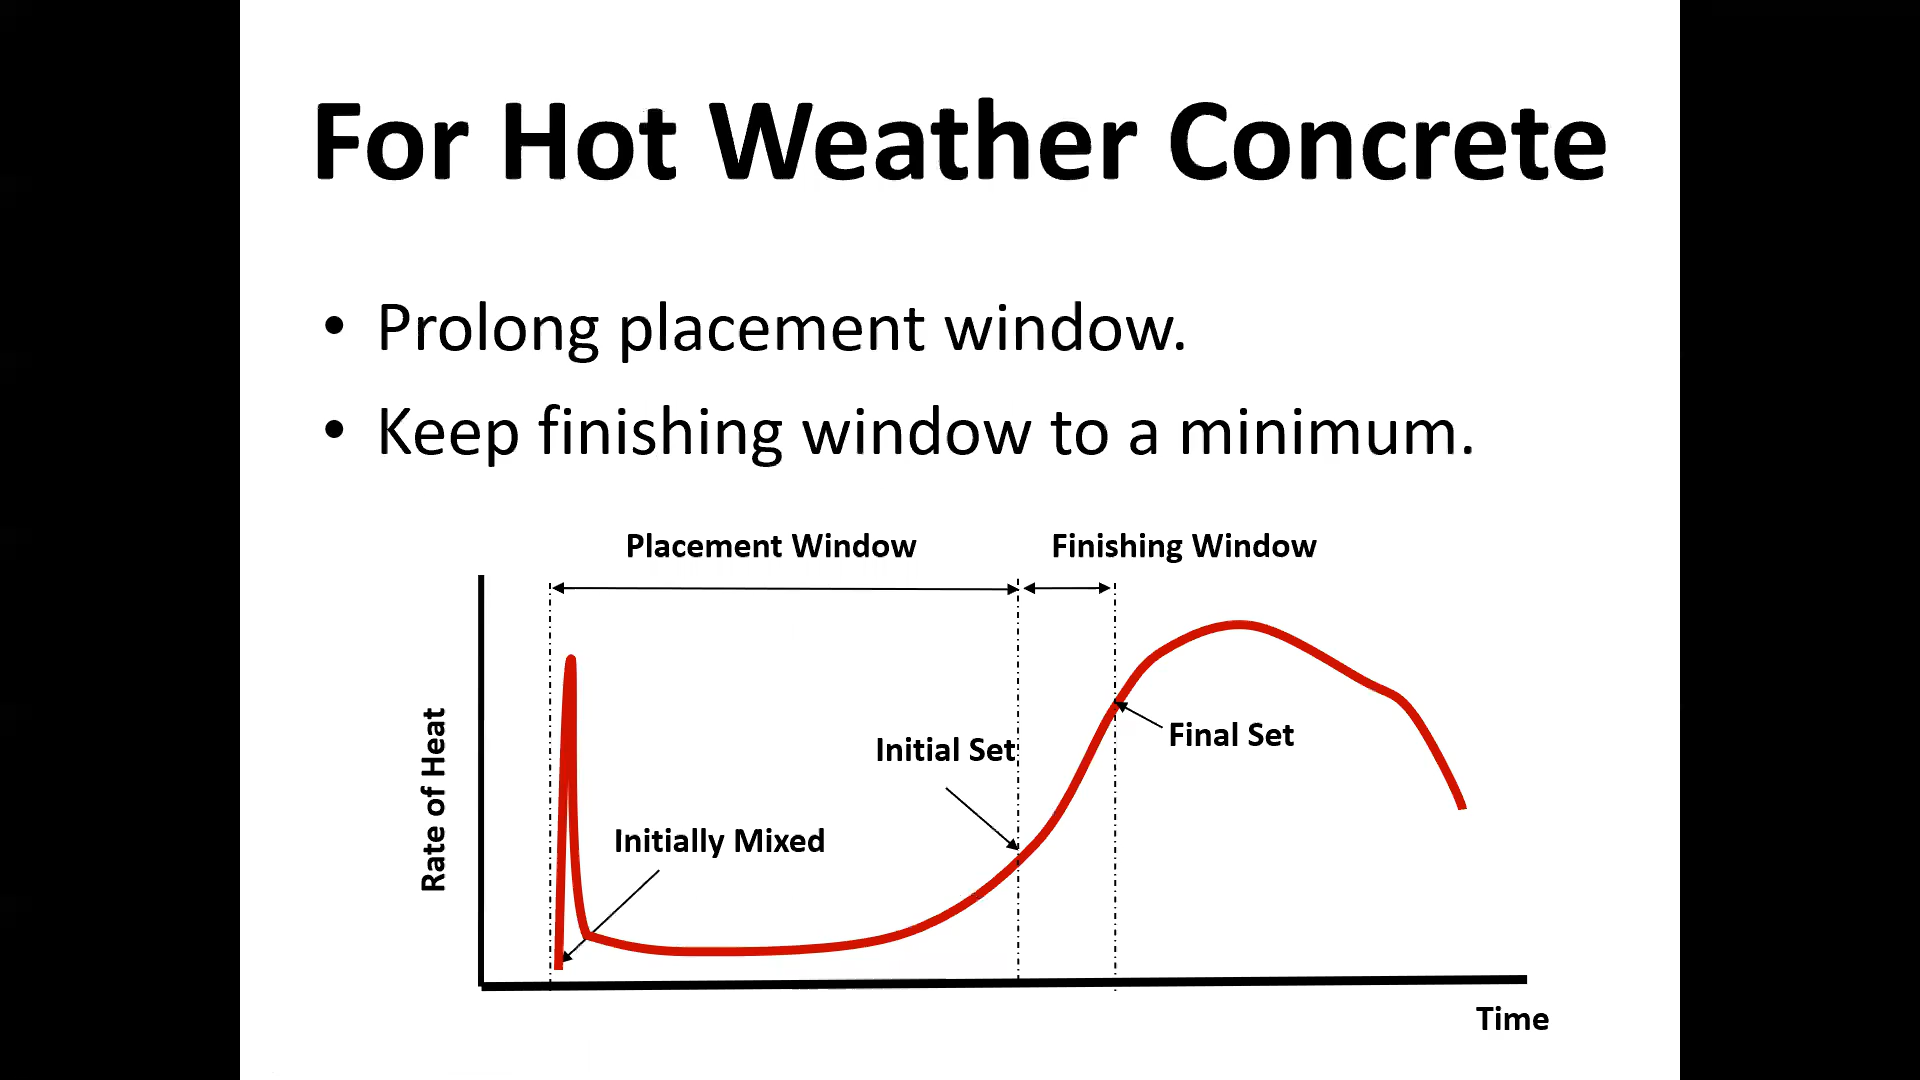 For Hot Weather Concrete
• Prolong placement window.
• Keep finishing window to a minimum.
Placement Window
Finishing Window
Rate of Heat
Initially Mixed
Initial Set
Final Set
Time